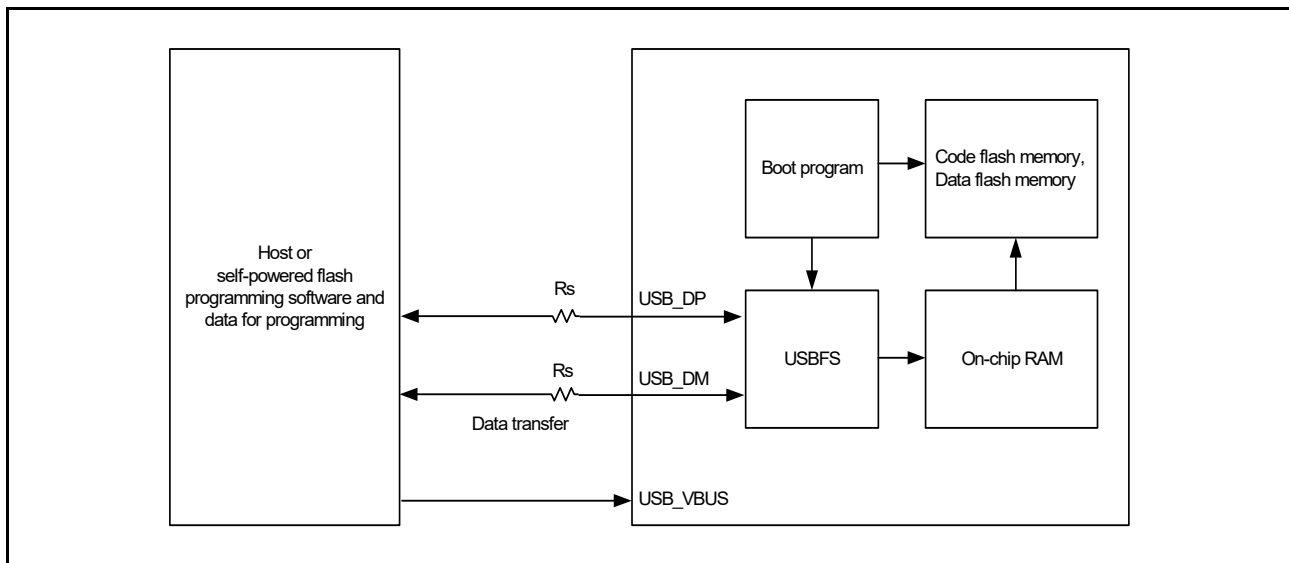 Host or
self-powered flash
programming software and
data for programming
Rs
USB_DP
Rs
USB_DM
Data transfer
USB_VBUS
Boot program
Code flash memory,
Data flash memory
USBFS
On-chip RAM